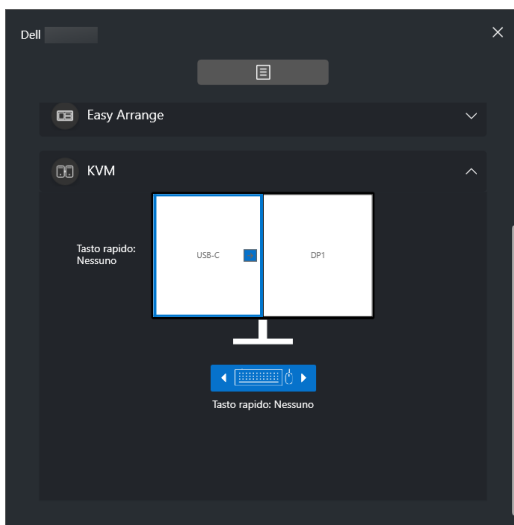 Dell
Easy Arrange
KVM
Tasto rapido:
Nessuno
USB-C
DP1
Tasto rapido: Nessuno